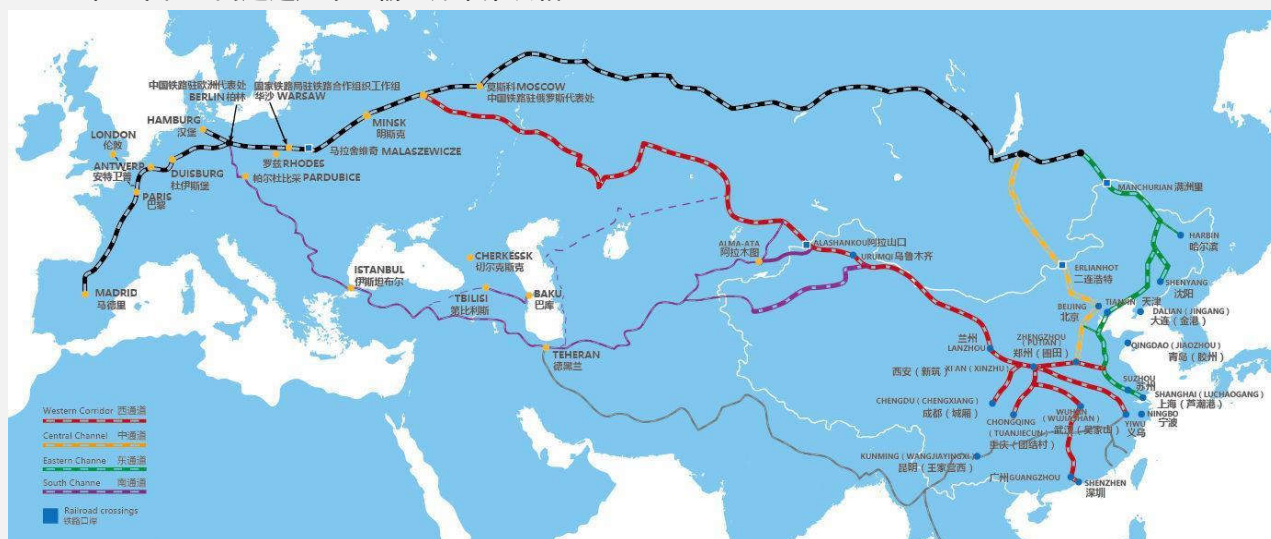 中国铁路驻欧洲代表处
BERLIN 柏林
国家铁路局驻铁路合作组织工作组
华沙 WARSAW
莫斯科 MOSCOW
中国铁路驻俄罗斯代表处
HAMBURG
汉堡
MINSK
明斯克
LONDON
伦敦
马拉舍维奇 MALASZEWICZE
罗兹 RHODES
ANTWERP
安特卫普
DUISBURG
杜伊斯堡
帕尔杜比采 PARDUBICE
PARIS
巴黎
MANCHURIAN 满洲里
HARBIN
哈尔滨
ALMA-ATA
阿拉木图
ALASHANKOU 阿拉山口
URUMQI 乌鲁木齐
CHERKESSK
切尔克斯克
ERLIANHOT
二连浩特
SHENYANG
沈阳
ISTANBUL
伊斯坦布尔
MADRID
马德里
TBILISI
第比利斯
BAKU
巴库
BEIJING
北京
TIANJIN 天津
DALIAN (JINGANG)
大连（金港）
TEHERAN
德黑兰
兰州
LANZHOU
ZHENGZHOU
(PUTIAN)
郑州（圃田）
QINGDAO (JIAOZHOU)
青岛（胶州）
西安（新筑） XI AN (XINZHU)
SUZHOU
苏州
CHENGDU (CHENGXIANG)
成都（城厢）
SHANGHAI (LUCHAOGANG)
上海（芦潮港）
WUHAN
(WUJIASHAN)
武汉（吴家山）
CHONGQING
(TUANJIECUN)
重庆（团结村）
YIWU
义乌
NINGBO
宁波
KUNMING (WANGJIAYINGXI)
昆明（王家营西）
广州 GUANGZHOU
SHENZHEN
深圳
Western Corridor 西通道
Central Channel 中通道
Eastern Channe 东通道
South Channe 南通道
Railroad crossings
铁路口岸